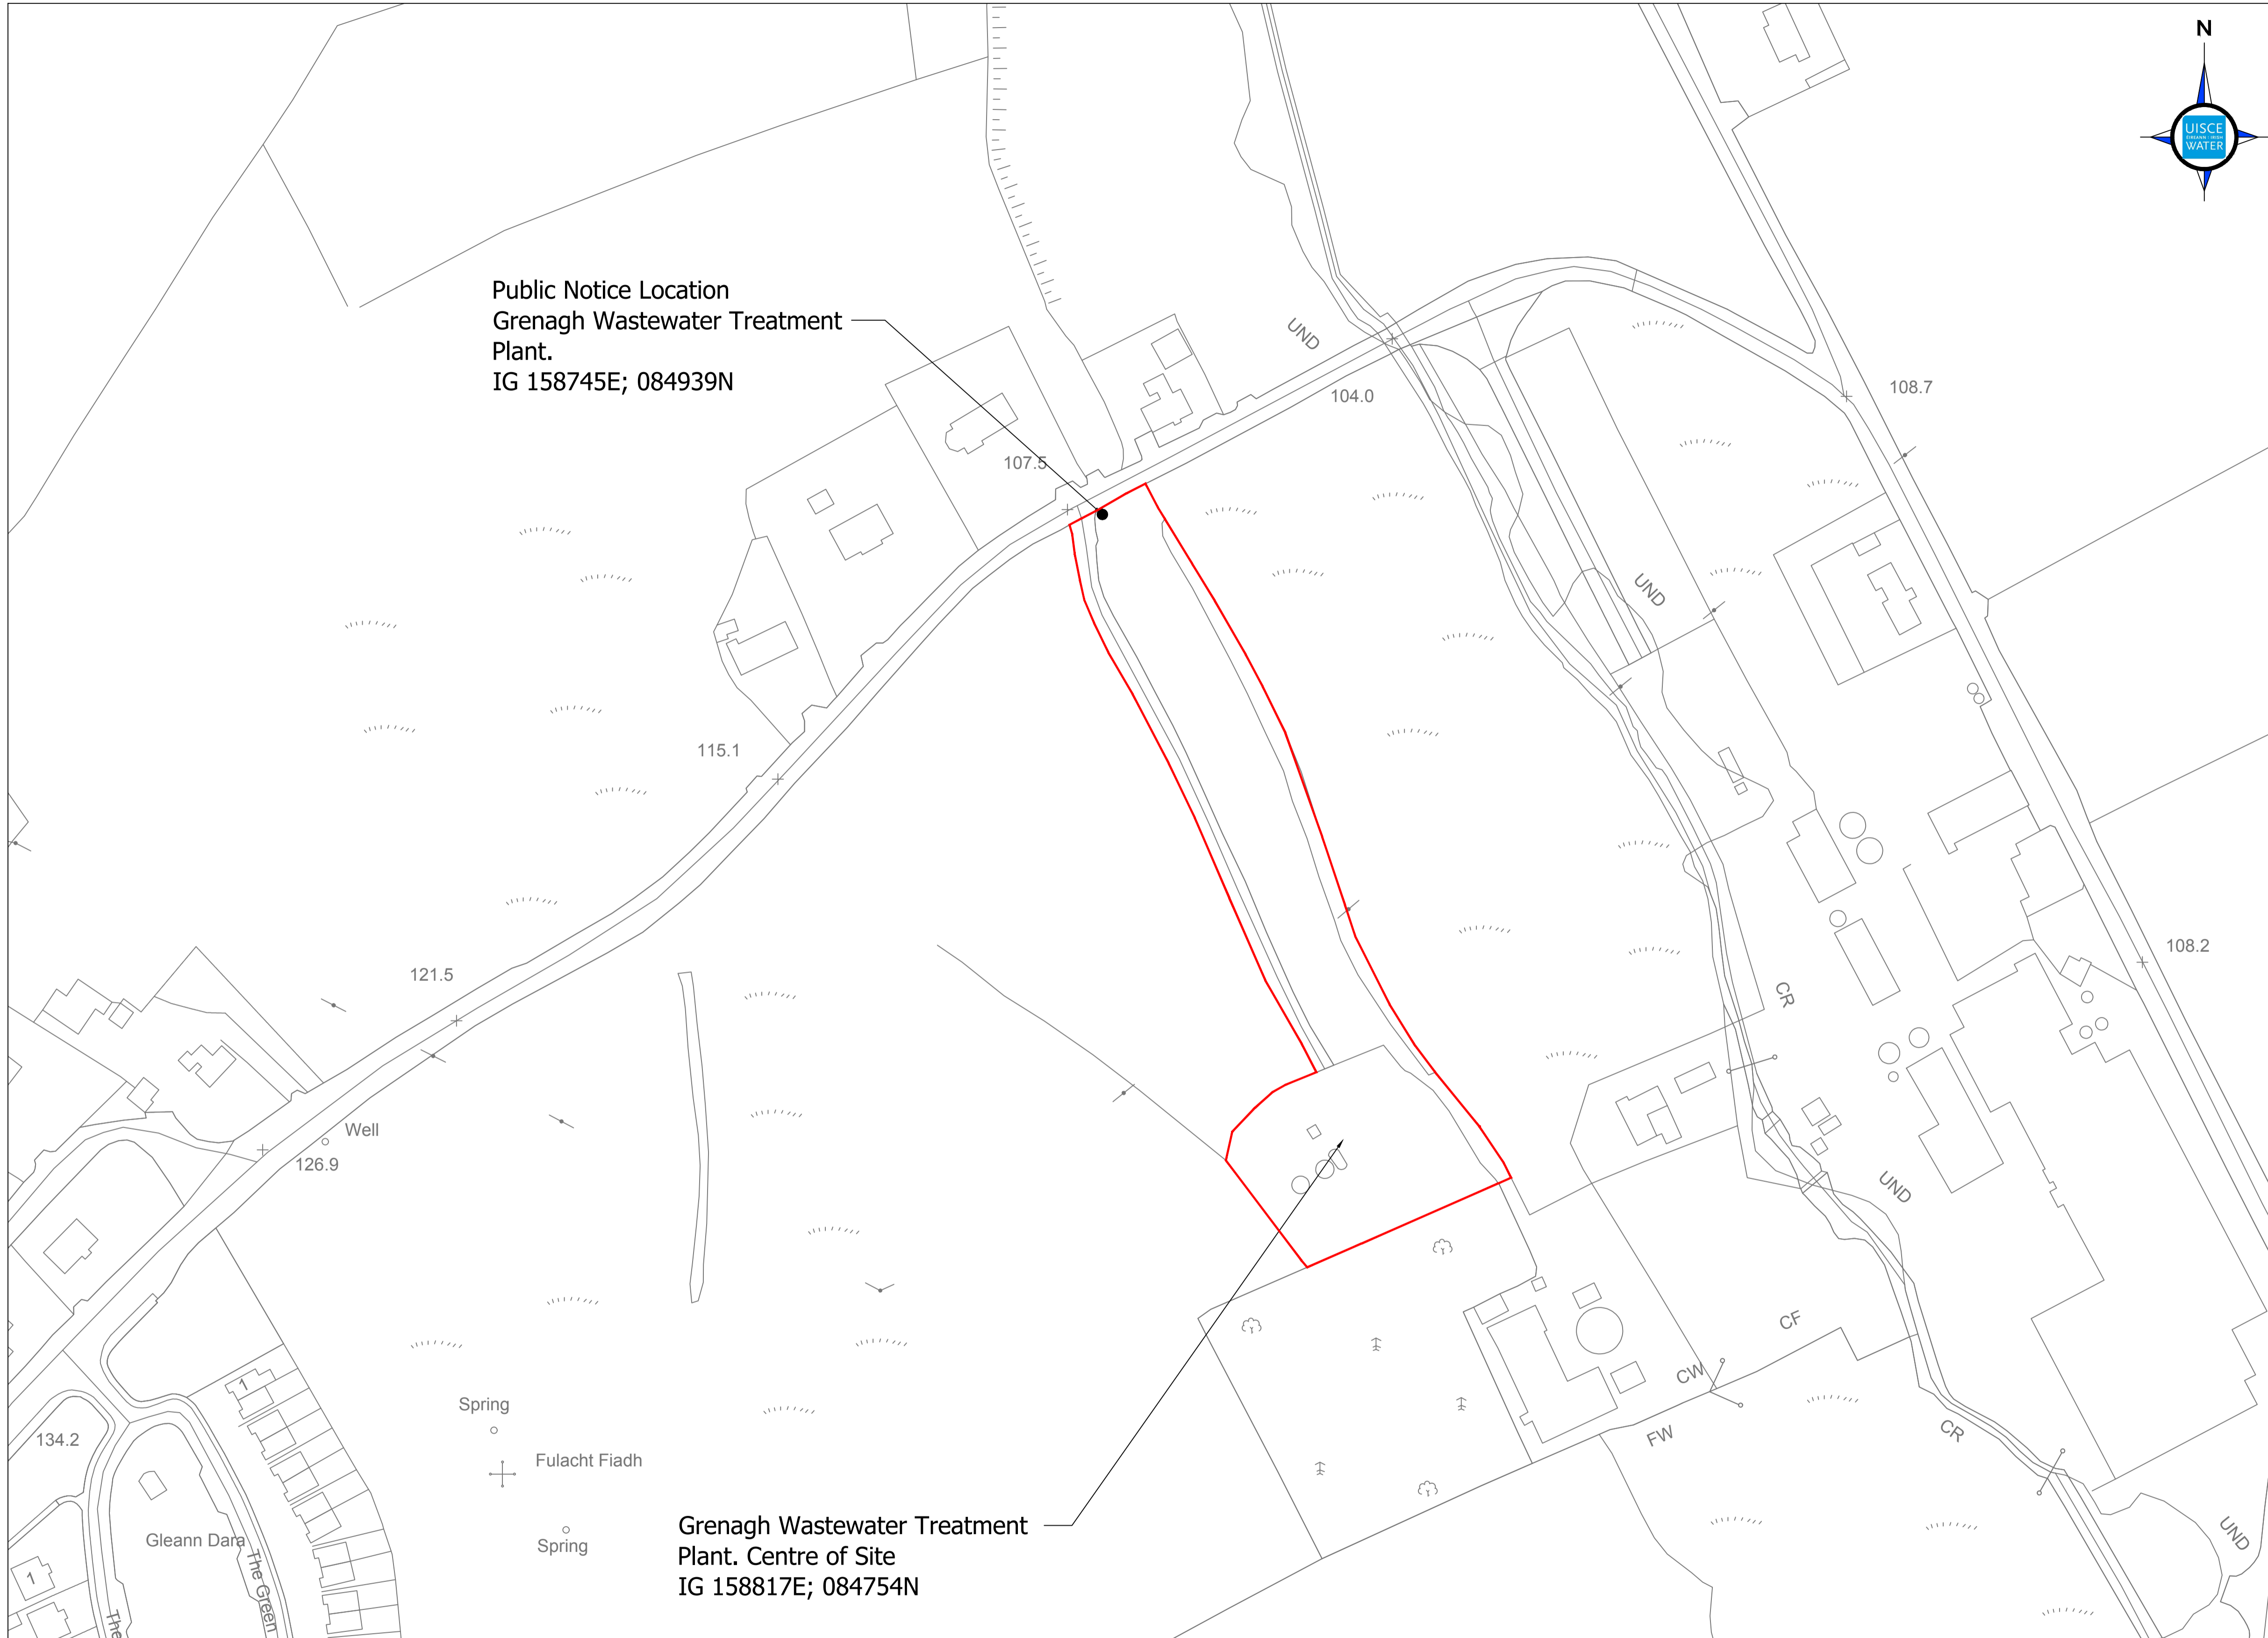 N
UISCE
ÉIREANN : IRISH
WATER
Public Notice Location
Grenagh Wastewater Treatment
Plant.
IG 158745E; 084939N
UND
104.0
108.7
107.5
UND
115.1
108.2
CR
121.5
Well
126.9
UND
CF
CW
1
Spring
FW
CR
134.2
Fulacht Fiadh
Grenagh Wastewater Treatment
Plant. Centre of Site
IG 158817E; 084754N
Spring
Gleann Dara
UND
The Green
1
The